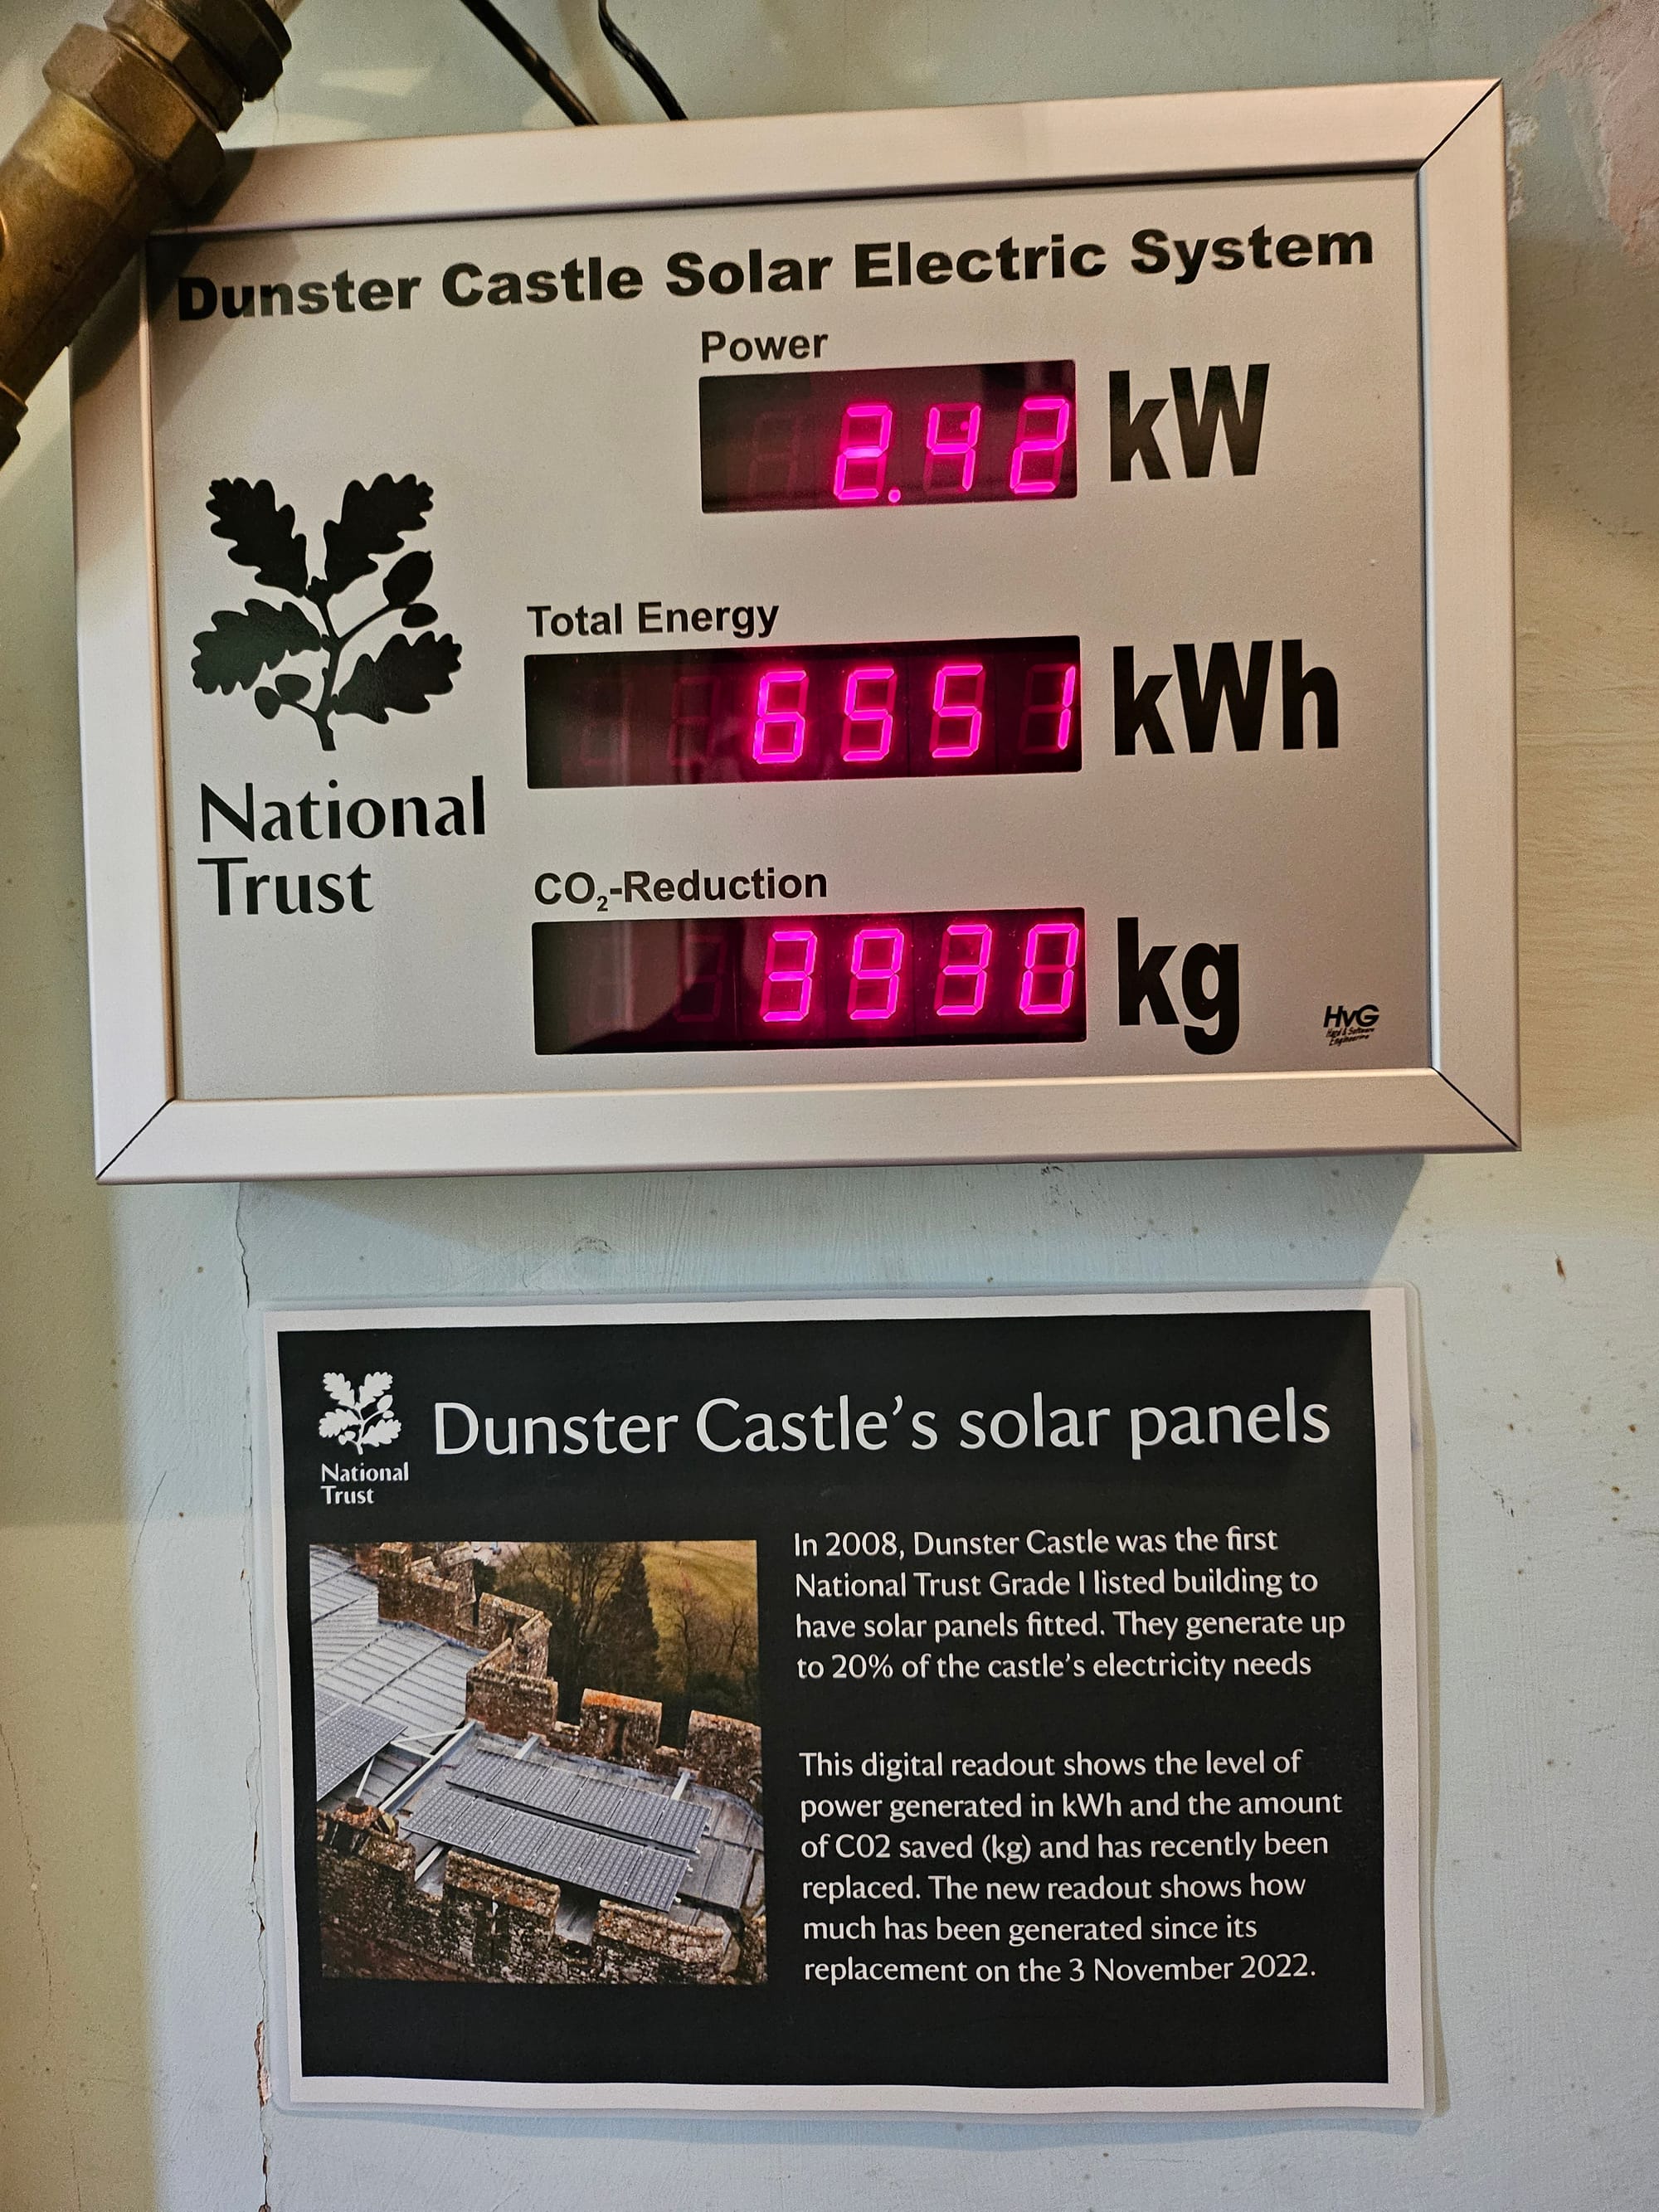 Dunster Castle Solar Electric System
Power
2.42 kW
Total Energy
6551 kWh
National
Trust
CO₂-Reduction
3930 kg
HvG
Hard & Software
Engineering
National
Trust
Dunster Castle's solar panels
In 2008, Dunster Castle was the first
National Trust Grade I listed building to
have solar panels fitted. They generate up
to 20% of the castle's electricity needs
This digital readout shows the level of
power generated in kWh and the amount
of C02 saved (kg) and has recently been
replaced. The new readout shows how
much has been generated since its
replacement on the 3 November 2022.